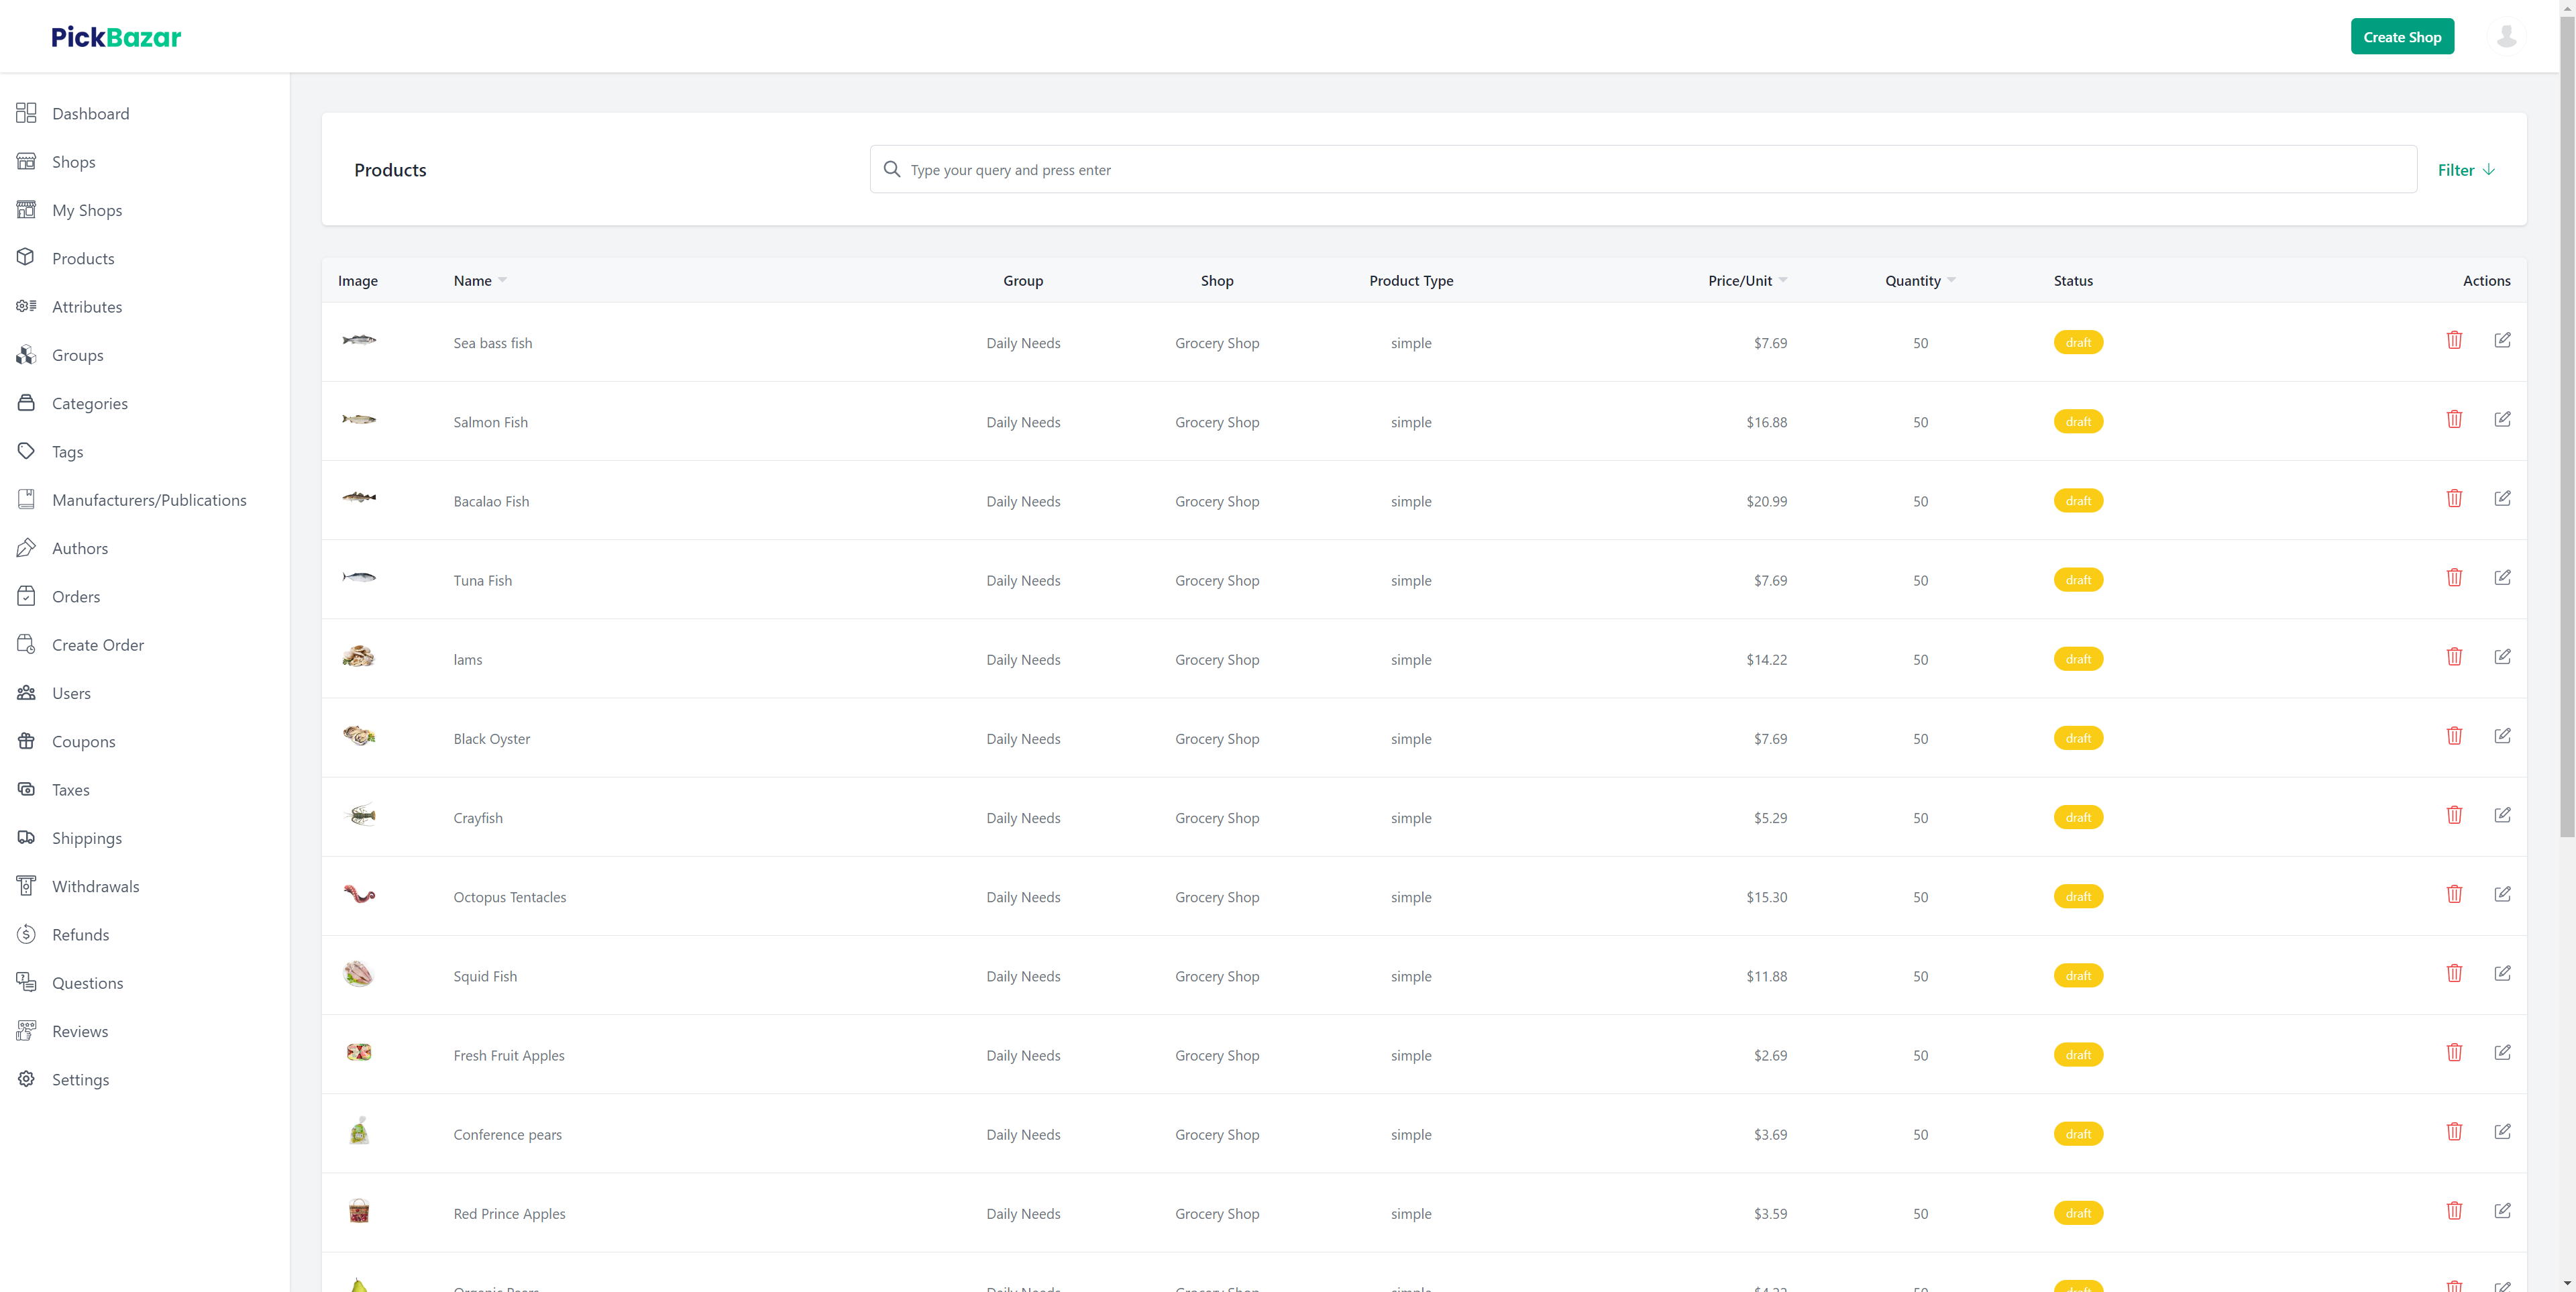 PickBazar
Create Shop
Dashboard
Shops
My Shops
Products
Attributes
Groups
Categories
Tags
Manufacturers/Publications
Authors
Orders
Create Order
Users
Coupons
Taxes
Shippings
Withdrawals
Refunds
Questions
Reviews
Settings
Products
Type your query and press enter
Filter
Image Name Group Shop Product Type Price/Unit Quantity Status Actions
Sea bass fish Daily Needs Grocery Shop simple $7.69 50 draft
Salmon Fish Daily Needs Grocery Shop simple $16.88 50 draft
Bacalao Fish Daily Needs Grocery Shop simple $20.99 50 draft
Tuna Fish Daily Needs Grocery Shop simple $7.69 50 draft
lams Daily Needs Grocery Shop simple $14.22 50 draft
Black Oyster Daily Needs Grocery Shop simple $7.69 50 draft
Crayfish Daily Needs Grocery Shop simple $5.29 50 draft
Octopus Tentacles Daily Needs Grocery Shop simple $15.30 50 draft
Squid Fish Daily Needs Grocery Shop simple $11.88 50 draft
Fresh Fruit Apples Daily Needs Grocery Shop simple $2.69 50 draft
Conference pears Daily Needs Grocery Shop simple $3.69 50 draft
Red Prince Apples Daily Needs Grocery Shop simple $3.59 50 draft